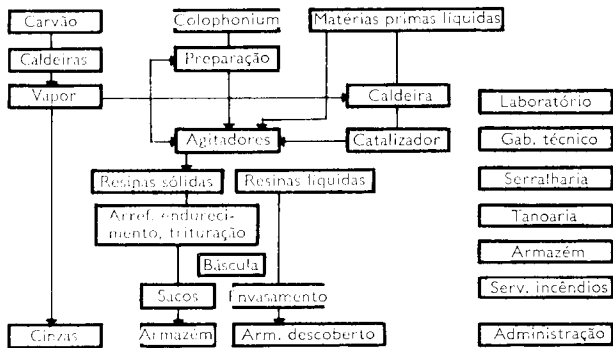 Carvão
Colophonium
Matérias primas líquidas
Caldeiras
Preparação
Vapor
Caldeira
Laboratório
Agitadores
Catalizador
Gab. técnico
Resinas sólidas
Resinas líquidas
Serralharia
Arref. endureci-
mento, trituração
Tanoaria
Báscula
Armazém
Sacos
Envasamento
Serv. incêndios
Cinzas
Armazém
Arm. descoberto
Administração